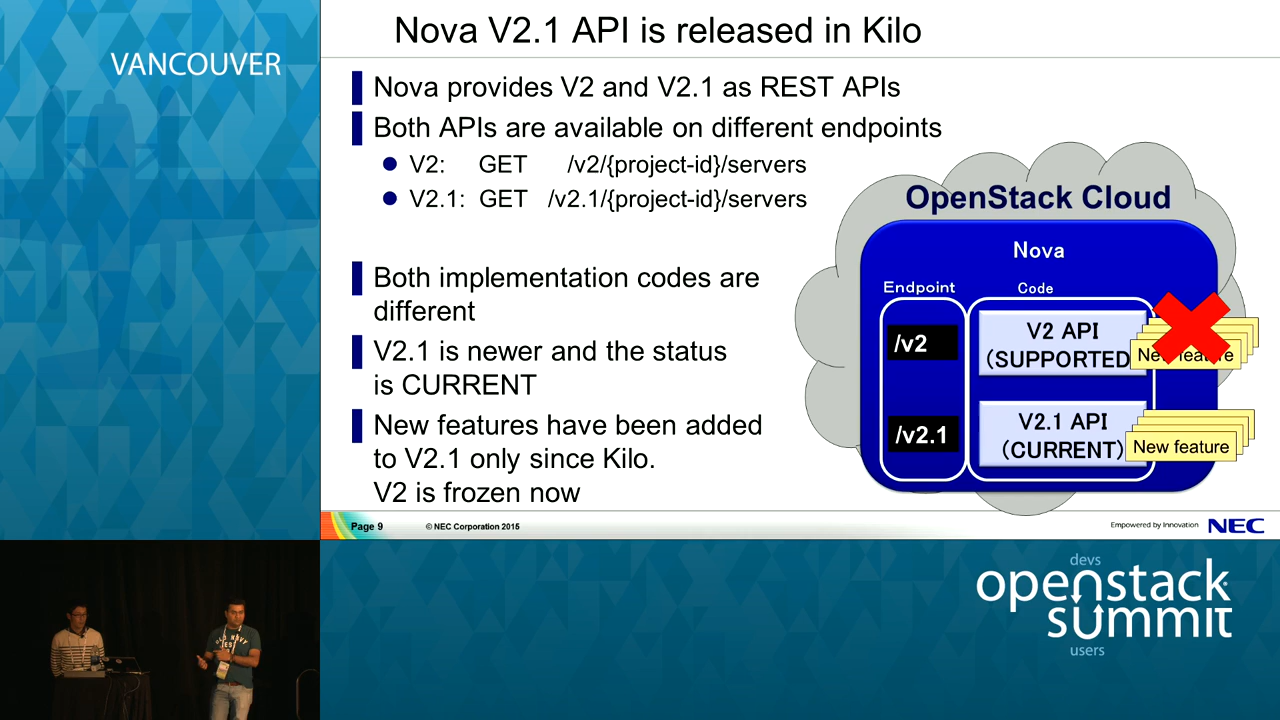 VANCOUVER
Nova V2.1 API is released in Kilo
Nova provides V2 and V2.1 as REST APIs
Both APIs are available on different endpoints
V2: GET /v2/{project-id}/servers
V2.1: GET /v2.1/{project-id}/servers
Both implementation codes are
different
V2.1 is newer and the status
is CURRENT
New features have been added
to V2.1 only since Kilo.
V2 is frozen now
OpenStack Cloud
Nova
Endpoint
Code
/v2
V2 API
(SUPPORTED
New feature
/v2.1
V2.1 API
(CURRENT)
New feature
Page 9
© NEC Corporation 2015
Empowered by Innovation
NEC
devs
openstack
summit
users
OLD NAVY